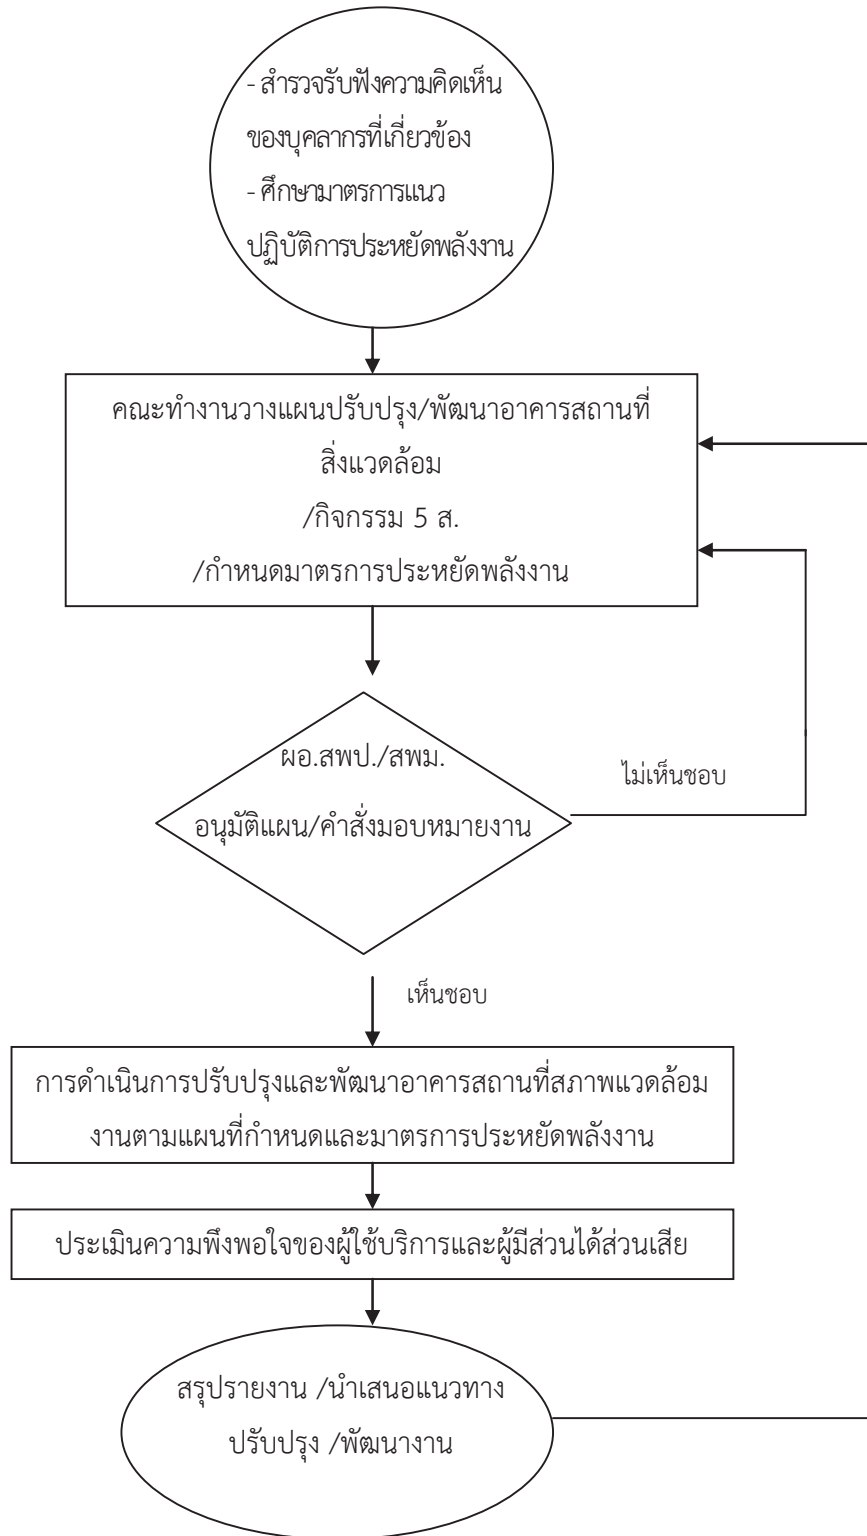 - สำรวจรับฟังความคิดเห็น
ของบุคลากรที่เกี่ยวข้อง
- ศึกษามาตรการแนว
ปฏิบัติการประหยัดพลังงาน
คณะทำงานวางแผนปรับปรุง/พัฒนาอาคารสถานที่
สิ่งแวดล้อม
/กิจกรรม 5 ส.
/กำหนดมาตรการประหยัดพลังงาน
ผอ.สพป./สพม.
ไม่เห็นชอบ
อนุมัติแผน/คำสั่งมอบหมายงาน
เห็นชอบ
การดำเนินการปรับปรุงและพัฒนาอาคารสถานที่สภาพแวดล้อม
งานตามแผนที่กำหนดและมาตรการประหยัดพลังงาน
ประเมินความพึงพอใจของผู้ใช้บริการและผู้มีส่วนได้ส่วนเสีย
สรุปรายงาน /นำเสนอแนวทาง
ปรับปรุง /พัฒนางาน